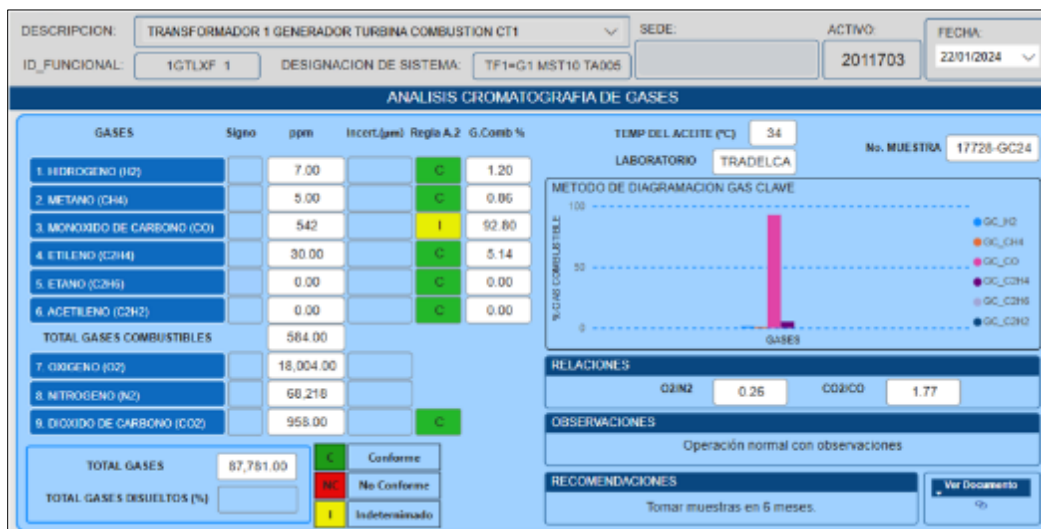 DESCRIPCION: TRANSFORMADOR 1 GENERADOR TURBINA COMBUSTION CT1 SEDE: ACTIVO: FECHA:
ID_FUNCIONAL: 1GTLXF 1 DESIGNACION DE SISTEMA: TF1=G1 MST10 TA005 2011703 22/01/2024
ANALISIS CROMATOGRAFIA DE GASES
GASES Signo ppm Incert.(µm) Regla A.2 G.Comb %
1. HIDROGENO (H2) 7.00 C 1.20
2. METANO (CH4) 5.00 C 0.86
3. MONOXIDO DE CARBONO (CO) 542 I 92.80
4. ETILENO (C2H4) 30.00 C 5.14
5. ETANO (C2H6) 0.00 C 0.00
6. ACETILENO (C2H2) 0.00 C 0.00
TOTAL GASES COMBUSTIBLES 584.00
7. OXIGENO (O2) 18,004.00
8. NITROGENO (N2) 68,218
9. DIOXIDO DE CARBONO (CO2) 958.00 C
TOTAL GASES 87,781.00
TOTAL GASES DISUELTOS (%)
C Conforme
NC No Conforme
I Indeterminado
TEMP DEL ACEITE (ºC) 34
LABORATORIO TRADELCA
No. MUESTRA 17728-GC24
METODO DE DIAGRAMACION GAS CLAVE
%GAS COMBUSTIBLE
100
50
0
GASES
GC_H2
GC_CH4
GC_CO
GC_C2H4
GC_C2H6
GC_C2H2
RELACIONES
O2/N2 0.26 CO2/CO 1.77
OBSERVACIONES
Operación normal con observaciones
RECOMENDACIONES
Tomar muestras en 6 meses.
Ver Documento